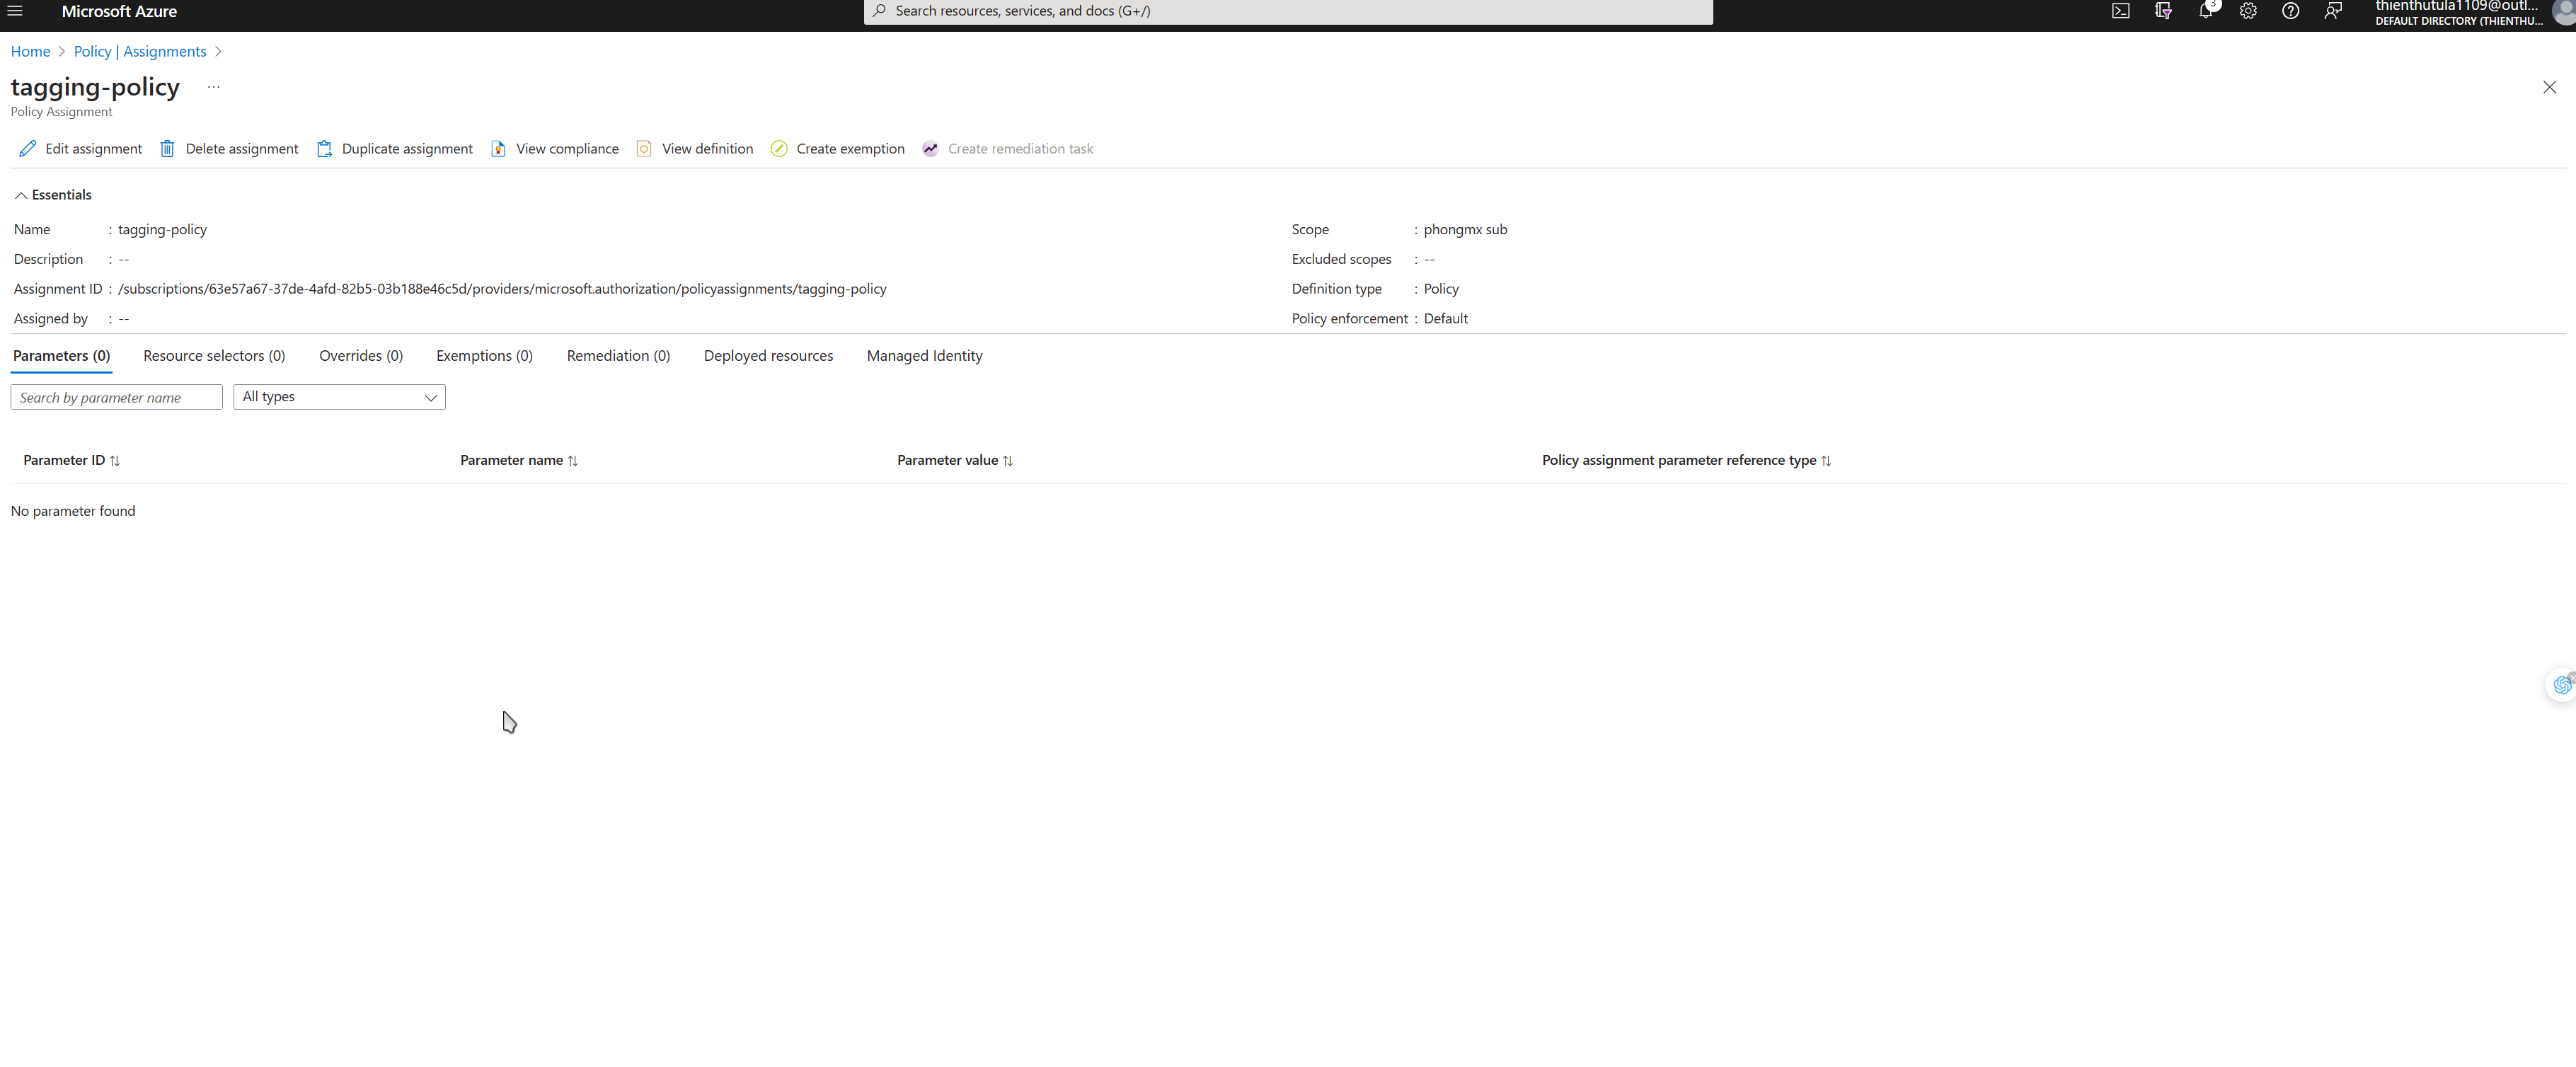 Microsoft Azure
Search resources, services, and docs (G+/)
3
thienthutula1109@outl...
DEFAULT DIRECTORY (THIENTHU...
Home > Policy | Assignments >
tagging-policy ...
Policy Assignment
Edit assignment Delete assignment Duplicate assignment View compliance View definition Create exemption Create remediation task
Essentials
Name : tagging-policy
Description : --
Assignment ID : /subscriptions/63e57a67-37de-4afd-82b5-03b188e46c5d/providers/microsoft.authorization/policyassignments/tagging-policy
Assigned by : --
Scope : phongmx sub
Excluded scopes : --
Definition type : Policy
Policy enforcement : Default
Parameters (0) Resource selectors (0) Overrides (0) Exemptions (0) Remediation (0) Deployed resources Managed Identity
Search by parameter name All types
Parameter ID Parameter name Parameter value Policy assignment parameter reference type
No parameter found